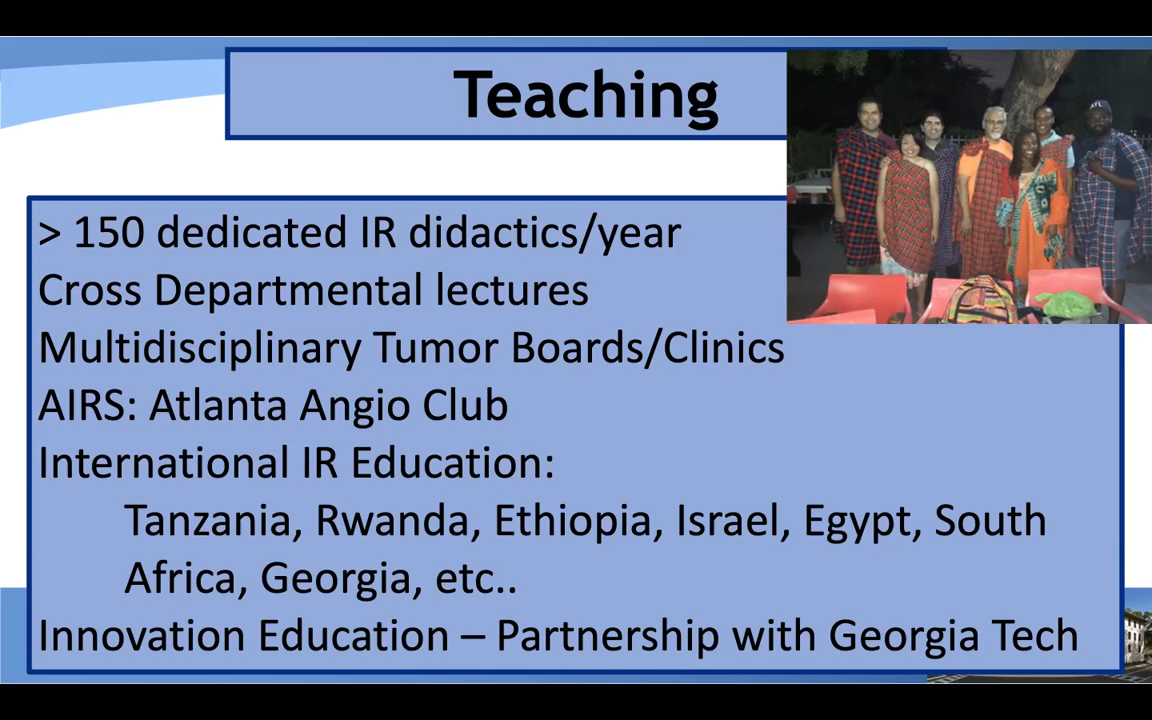 Teaching
ATL
> 150 dedicated IR didactics/year
Cross Departmental lectures
Multidisciplinary Tumor Boards/Clinics
AIRS: Atlanta Angio Club
International IR Education:
Tanzania, Rwanda, Ethiopia, Israel, Egypt, South
Africa, Georgia, etc..
Innovation Education – Partnership with Georgia Tech